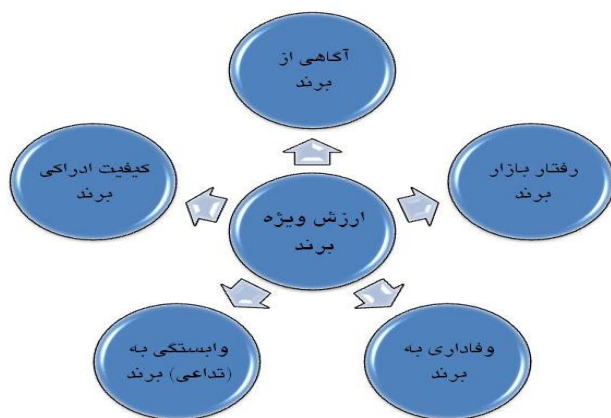 آگاهی از
برند
رفتار بازار
برند
کیفیت ادراکی
برند
ارزش ویژه
برند
وفاداری به
برند
وابستگی به
(تداعی) برند